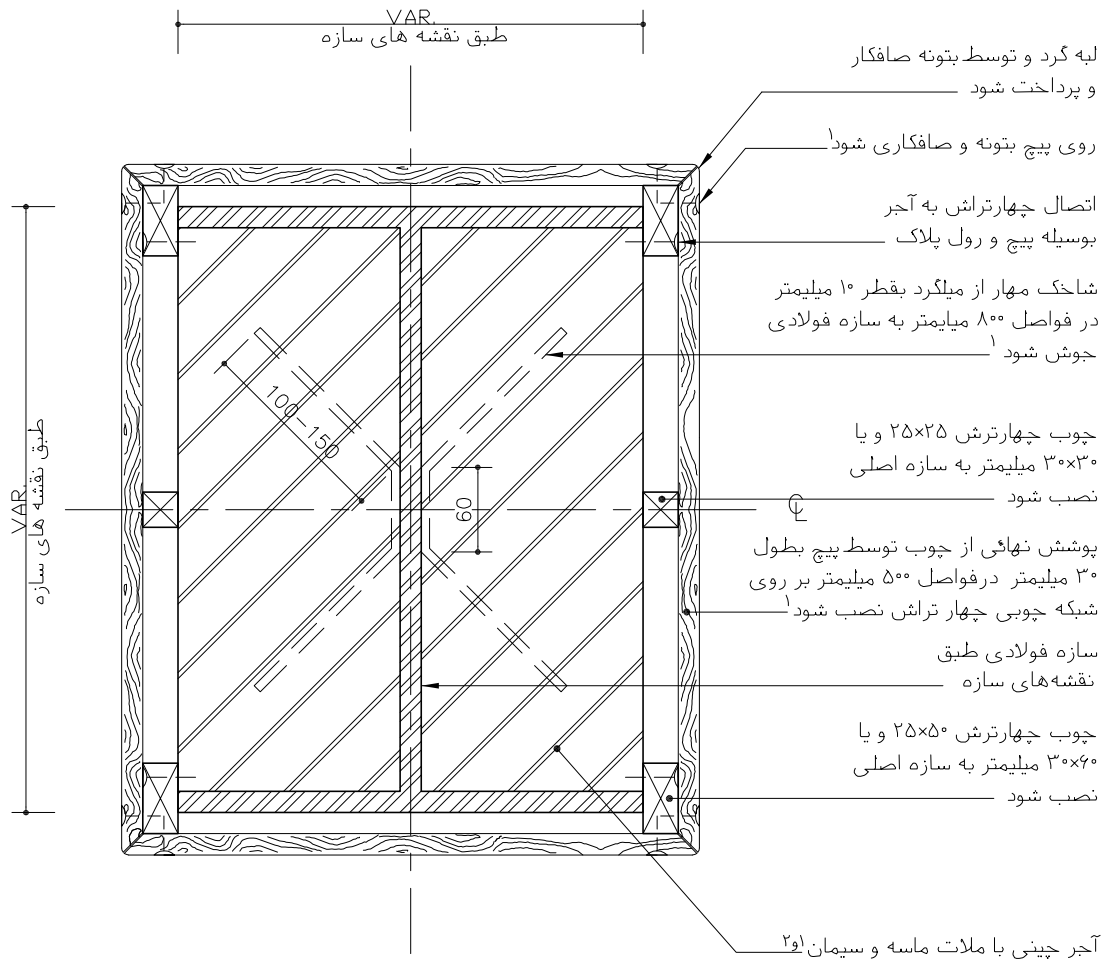 VAR.
طبق نقشه های سازه
لبه گرد و توسط بتونه صافکار
و پرداخت شود
روی پیچ بتونه و صافکاری شود۱
اتصال چهارتراش به آجر
بوسیله پیچ و رول پلاک
شاخک مهار از میلگرد بقطر ۱۰ میلیمتر
در فواصل ۸۰۰ میایمتر به سازه فولادی
جوش شود ۱
100-150
چوب چهارترش ۲۵×۲۵ و یا
۳۰×۳۰ میلیمتر به سازه اصلی
نصب شود
VAR.
طبق نقشه های سازه
60
℄
پوشش نهائی از چوب توسط پیچ بطول
۳۰ میلیمتر درفواصل ۵۰۰ میلیمتر بر روی
شبکه چوبی چهار تراش نصب شود۱
سازه فولادی طبق
نقشه‌های سازه
چوب چهارترش ۲۵×۵۰ و یا
۳۰×۶۰ میلیمتر به سازه اصلی
نصب شود
آجر چینی با ملات ماسه و سیمان ۱و۲